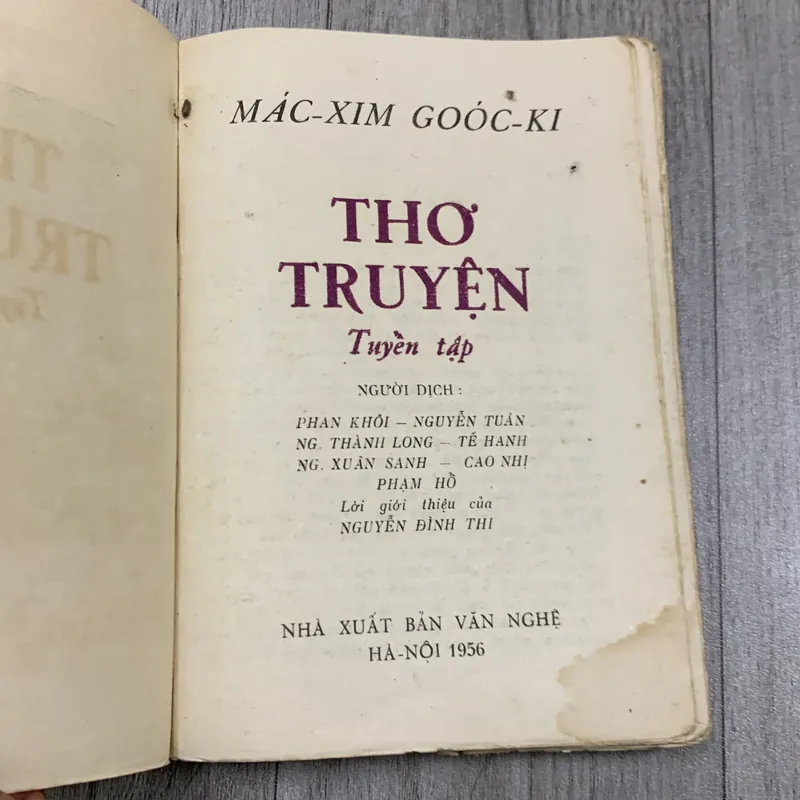 MÁC-XIM GOÓC-KI
THƠ
TRUYỆN
Tuyển tập
NGƯỜI DỊCH :
PHAN KHÔI – NGUYỄN TUÂN
NG. THÀNH LONG – TẾ HANH
NG. XUÂN SANH – CAO NHỊ
PHẠM HỒ
Lời giới thiệu của
NGUYỄN ĐÌNH THI
NHÀ XUẤT BẢN VĂN NGHỆ
HÀ-NỘI 1956